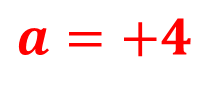 a = +4